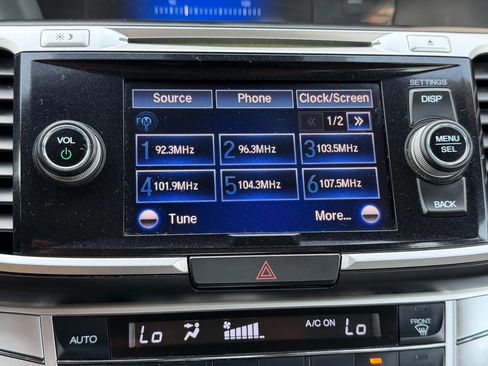 SETTINGS
Source Phone Clock/Screen
DISP
FM 1/2
VOL
MENU/
SEL
1 92.3MHz 2 96.3MHz 3 103.5MHz
4 101.9MHz 5 104.3MHz 6 107.5MHz
Tune More...
BACK
AUTO Lo A/C ON Lo FRONT